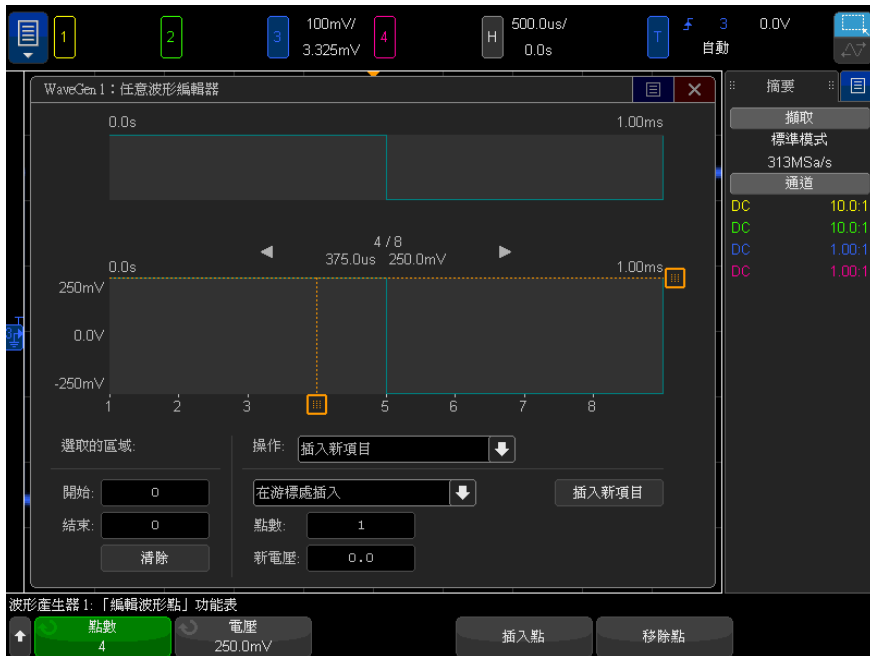 1
2
3
100mV/
3.325mV
4
H
500.0us/
0.0s
T
3
0.0V
自動
WaveGen 1：任意波形編輯器
0.0s
1.00ms
4 / 8
375.0us 250.0mV
0.0s
1.00ms
250mV
0.0V
-250mV
1 2 3 5 6 7 8
選取的區域:
操作: 插入新項目
開始: 0
在游標處插入
插入新項目
結束: 0
點數: 1
清除
新電壓: 0.0
摘要
擷取
標準模式
313MSa/s
通道
DC 10.0:1
DC 10.0:1
DC 1.00:1
DC 1.00:1
波形產生器 1:「編輯波形點」功能表
點數
4
電壓
250.0mV
插入點
移除點